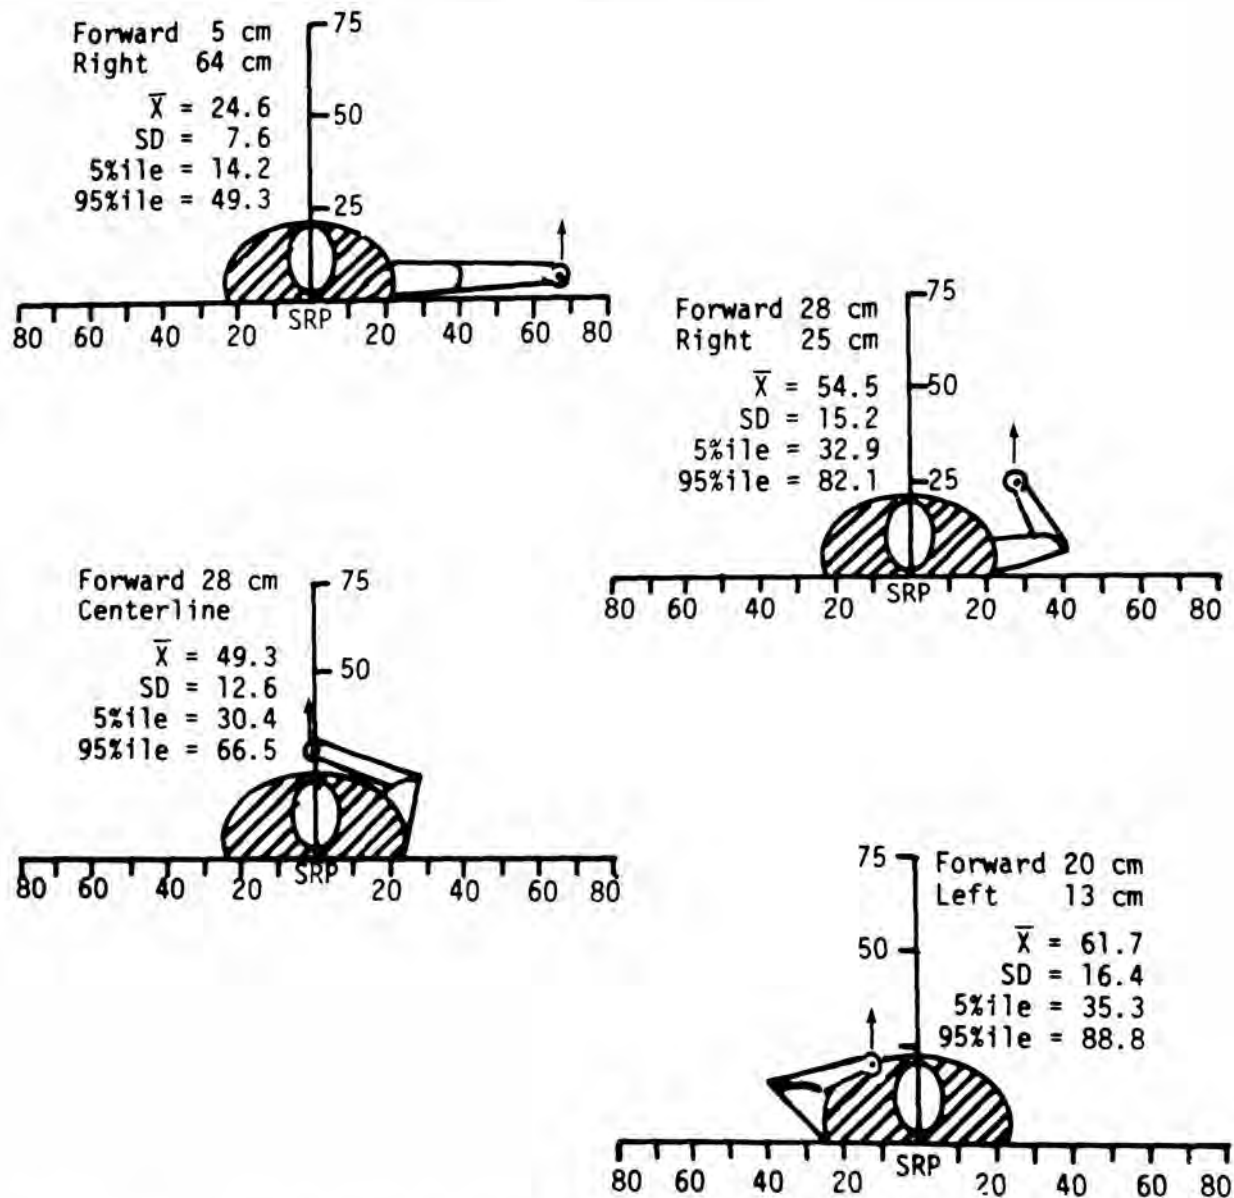 Forward 5 cm
Right 64 cm
X̅ = 24.6
SD = 7.6
5%ile = 14.2
95%ile = 49.3
75
50
25
80 60 40 20 SRP 20 40 60 80
Forward 28 cm
Right 25 cm
X̅ = 54.5
SD = 15.2
5%ile = 32.9
95%ile = 82.1
75
50
25
80 60 40 20 SRP 20 40 60 80
Forward 28 cm
Centerline
X̅ = 49.3
SD = 12.6
5%ile = 30.4
95%ile = 66.5
75
50
80 60 40 20 SRP 20 40 60 80
75
50
Forward 20 cm
Left 13 cm
X̅ = 61.7
SD = 16.4
5%ile = 35.3
95%ile = 88.8
80 60 40 20 SRP 20 40 60 80